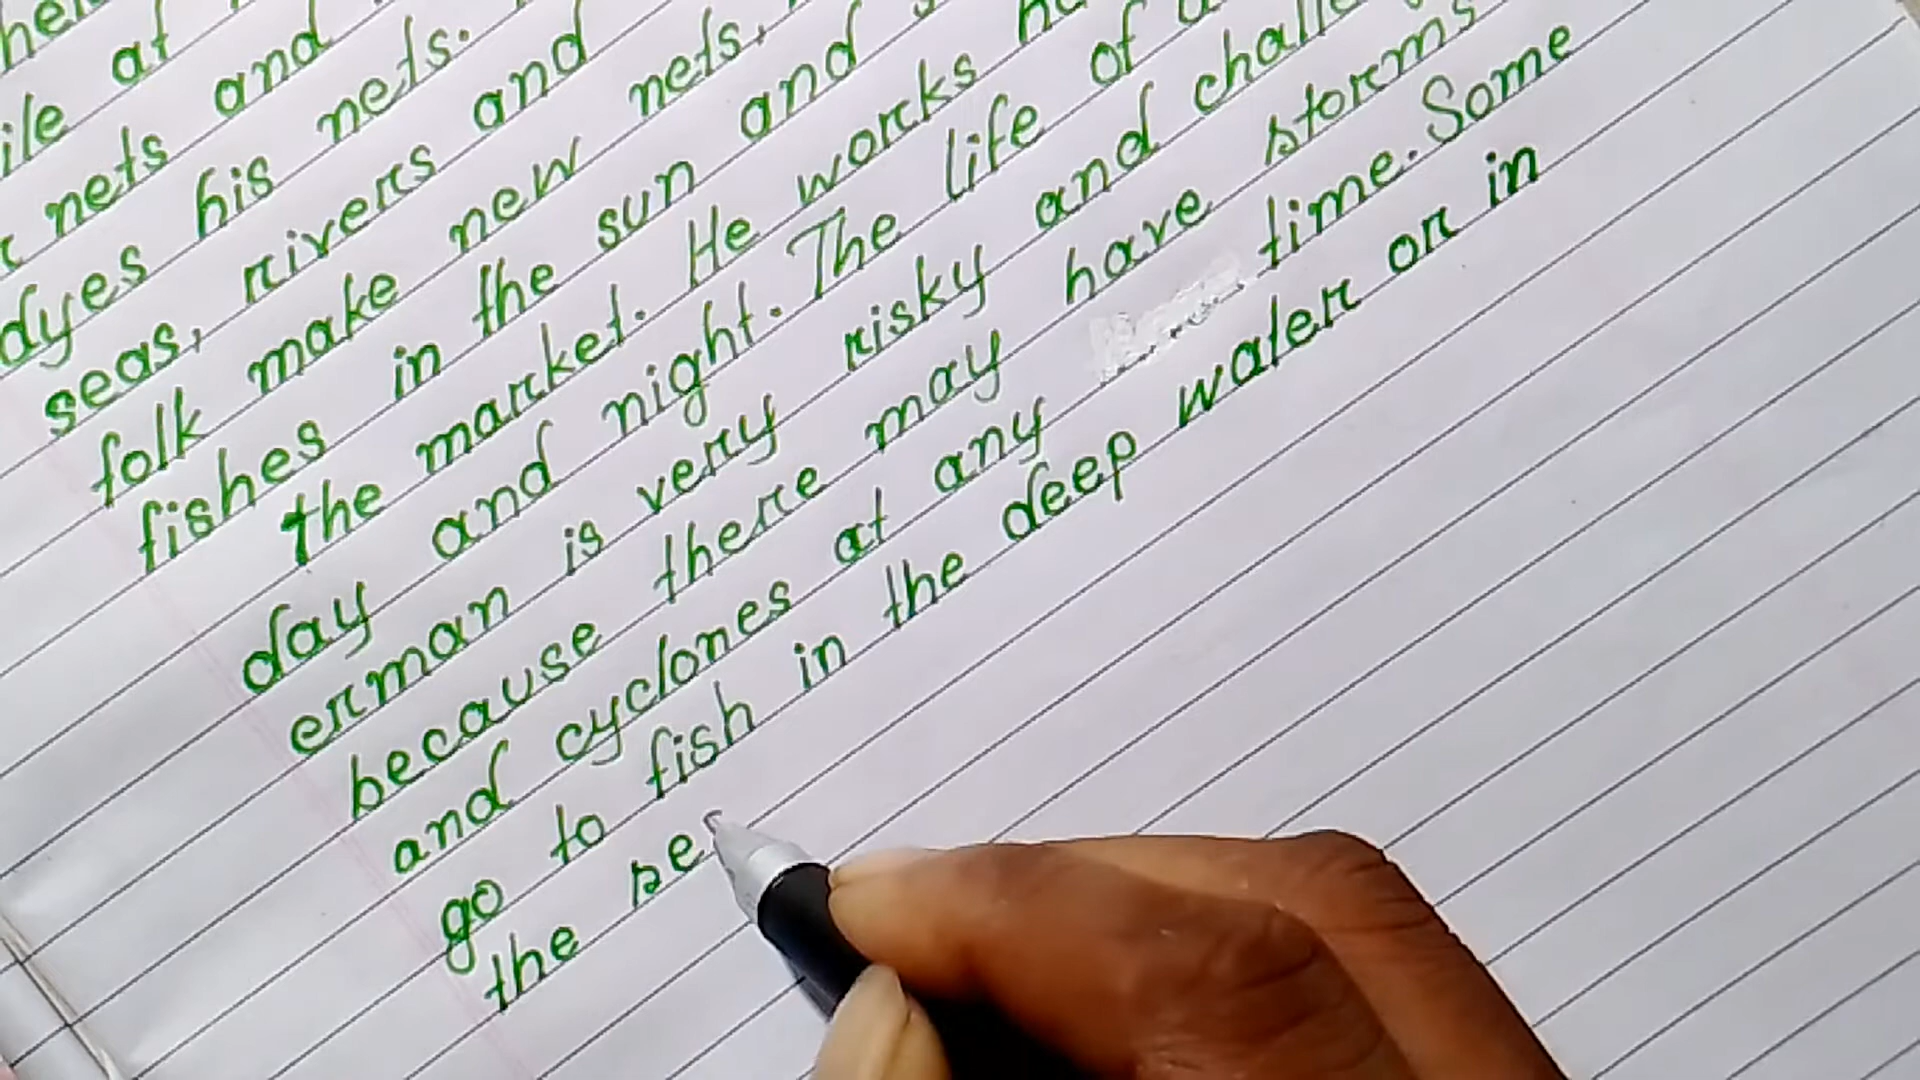 ile at
nets and
dyes his nets.
seas, rivers and
folk make new nets.
fishes in the sun and
the market. He works
day and night. The life of
erman is very risky and
because there may have storms
and cyclones at any time. Some
go to fish in the deep water or in
the se